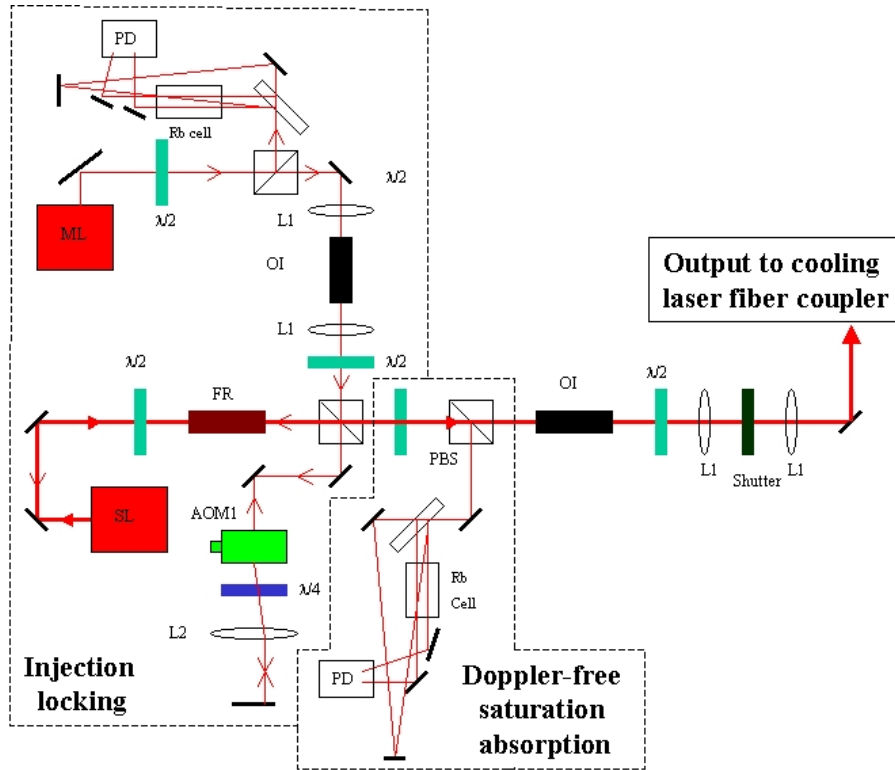 PD
Rb cell
λ/2
λ/2
L1
ML
OI
L1
Output to cooling
laser fiber coupler
λ/2
λ/2
FR
OI
λ/2
PBS
L1
Shutter
L1
SL
AOM1
λ/4
Rb
Cell
L2
PD
Injection
locking
Doppler-free
saturation
absorption